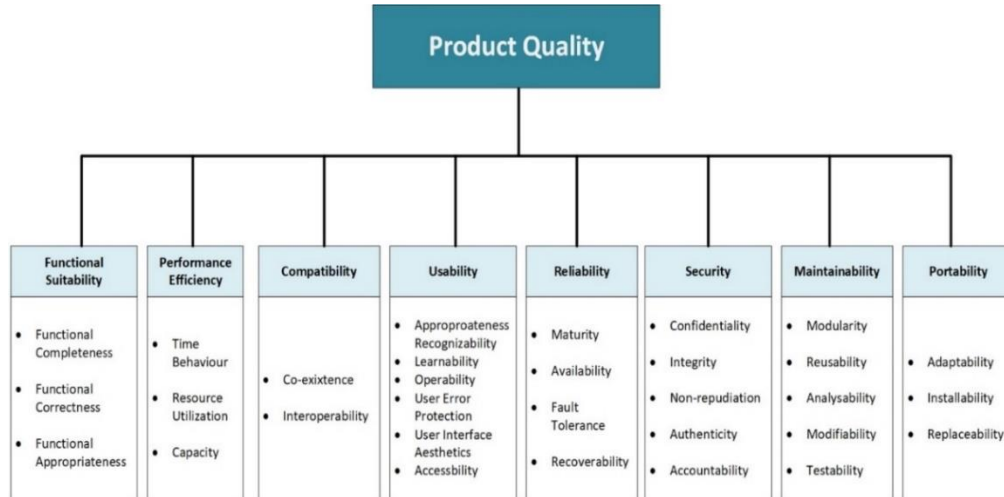 Product Quality
Functional
Suitability
• Functional
Completeness
• Functional
Correctness
• Functional
Appropriateness
Performance
Efficiency
• Time
Behaviour
• Resource
Utilization
• Capacity
Compatibility
• Co-exixtence
• Interoperability
Usability
• Approproateness
Recognizability
• Learnability
• Operability
• User Error
Protection
• User Interface
Aesthetics
• Accessbility
Reliability
• Maturity
• Availability
• Fault
Tolerance
• Recoverability
Security
• Confidentiality
• Integrity
• Non-repudiation
• Authenticity
• Accountability
Maintainability
• Modularity
• Reusability
• Analysability
• Modifiability
• Testability
Portability
• Adaptability
• Installability
• Replaceability